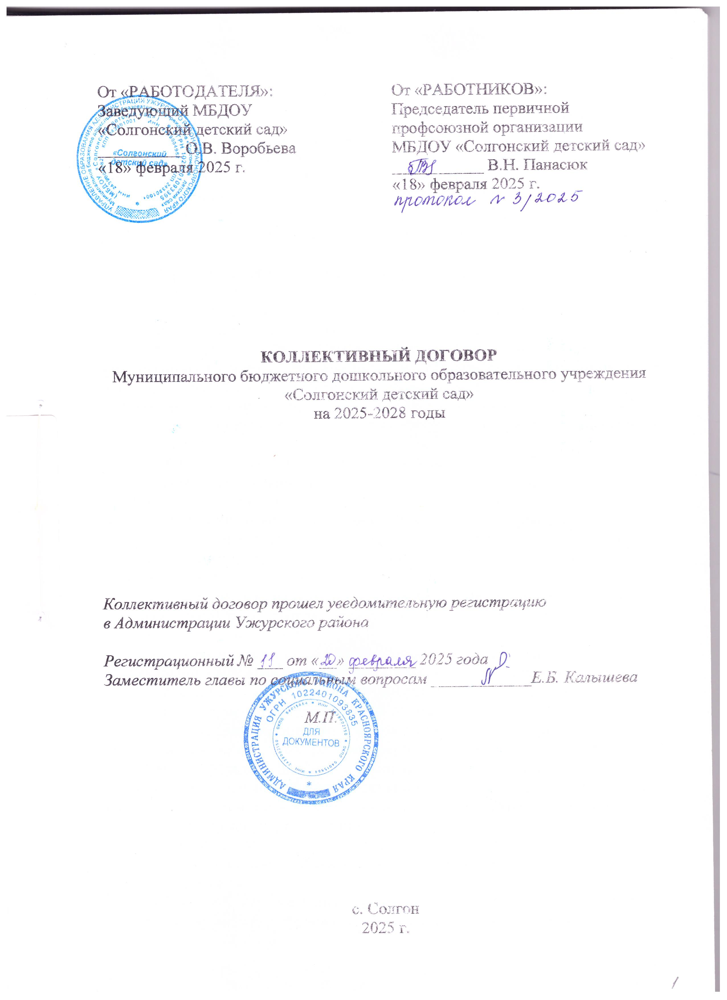 От «РАБОТОДАТЕЛЯ»:
Заведующий МБДОУ
«Солгонский детский сад»
___________О.В. Воробьева
«18» февраля 2025 г.
«Солгонский
детский сад»
От «РАБОТНИКОВ»:
Председатель первичной
профсоюзной организации
МБДОУ «Солгонский детский сад»
____________ В.Н. Панасюк
«18» февраля 2025 г.
протокол № 3/2025
КОЛЛЕКТИВНЫЙ ДОГОВОР
Муниципального бюджетного дошкольного образовательного учреждения
«Солгонский детский сад»
на 2025-2028 годы
Коллективный договор прошел уведомительную регистрацию
в Администрации Ужурского района
Регистрационный № 11 от «20» февраля 2025 года
Заместитель главы по социальным вопросам _____________Е.Б. Калышева
М.П.
АДМИНИСТРАЦИЯ УЖУРСКОГО РАЙОНА КРАСНОЯРСКОГО КРАЯ
ОГРН 1022401093835
ДЛЯ
ДОКУМЕНТОВ
с. Солгон
2025 г.
1